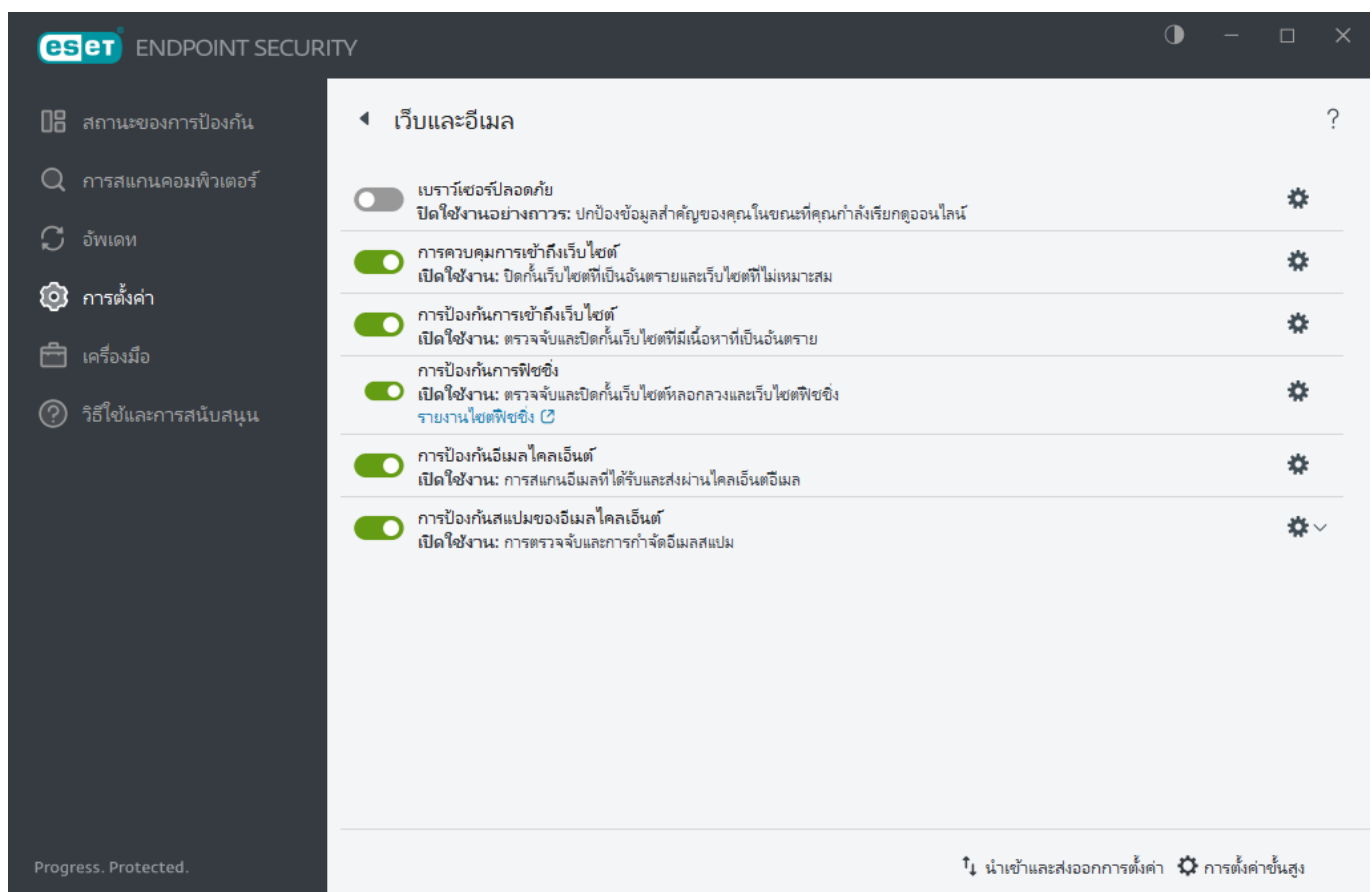 eset ENDPOINT SECURITY
สถานะของการป้องกัน
การสแกนคอมพิวเตอร์
อัพเดท
การตั้งค่า
เครื่องมือ
วิธีใช้และการสนับสนุน
Progress. Protected.
เว็บและอีเมล
?
เบราว์เซอร์ปลอดภัย
ปิดใช้งานอย่างถาวร: ปกป้องข้อมูลสำคัญของคุณในขณะที่คุณกำลังเรียกดูออนไลน์
การควบคุมการเข้าถึงเว็บไซต์
เปิดใช้งาน: ปิดกั้นเว็บไซต์ที่เป็นอันตรายและเว็บไซต์ที่ไม่เหมาะสม
การป้องกันการเข้าถึงเว็บไซต์
เปิดใช้งาน: ตรวจจับและปิดกั้นเว็บไซต์ที่มีเนื้อหาที่เป็นอันตราย
การป้องกันการฟิชชิ่ง
เปิดใช้งาน: ตรวจจับและปิดกั้นเว็บไซต์หลอกลวงและเว็บไซต์ฟิชชิ่ง
รายงานไซต์ฟิชชิ่ง
การป้องกันอีเมลไคลเอ็นต์
เปิดใช้งาน: การสแกนอีเมลที่ได้รับและส่งผ่านไคลเอ็นต์อีเมล
การป้องกันสแปมของอีเมลไคลเอ็นต์
เปิดใช้งาน: การตรวจจับและการกำจัดอีเมลสแปม
นำเข้าและส่งออกการตั้งค่า การตั้งค่าขั้นสูง